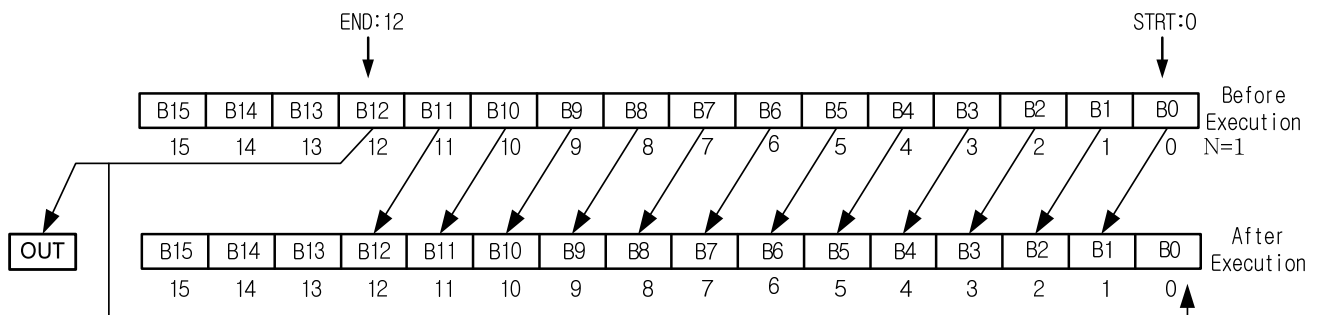 END:12 STRT:0
B15 B14 B13 B12 B11 B10 B9 B8 B7 B6 B5 B4 B3 B2 B1 B0 Before
Execution
15 14 13 12 11 10 9 8 7 6 5 4 3 2 1 0 N=1
OUT B15 B14 B13 B12 B11 B10 B9 B8 B7 B6 B5 B4 B3 B2 B1 B0 After
Execution
15 14 13 12 11 10 9 8 7 6 5 4 3 2 1 0